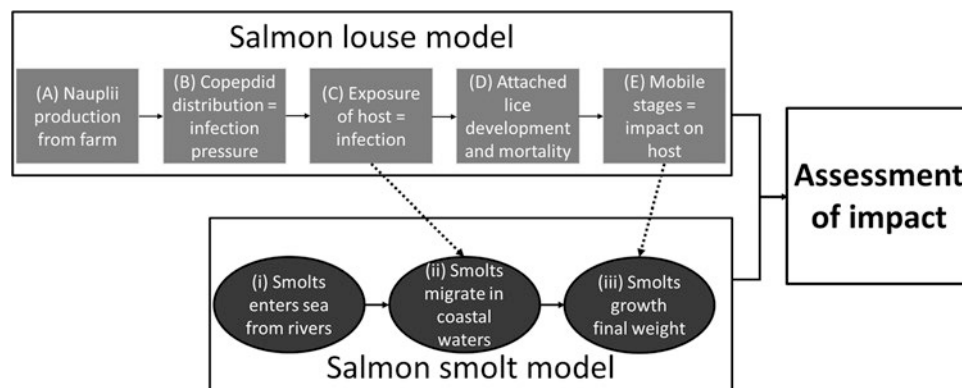 Salmon louse model
(A) Nauplii
production
from farm
(B) Copepdid
distribution =
infection
pressure
(C) Exposure
of host =
infection
(D) Attached
lice
development
and mortality
(E) Mobile
stages =
impact on
host
Assessment
of impact
(i) Smolts
enters sea
from rivers
(ii) Smolts
migrate in
coastal
waters
(iii) Smolts
growth
final weight
Salmon smolt model